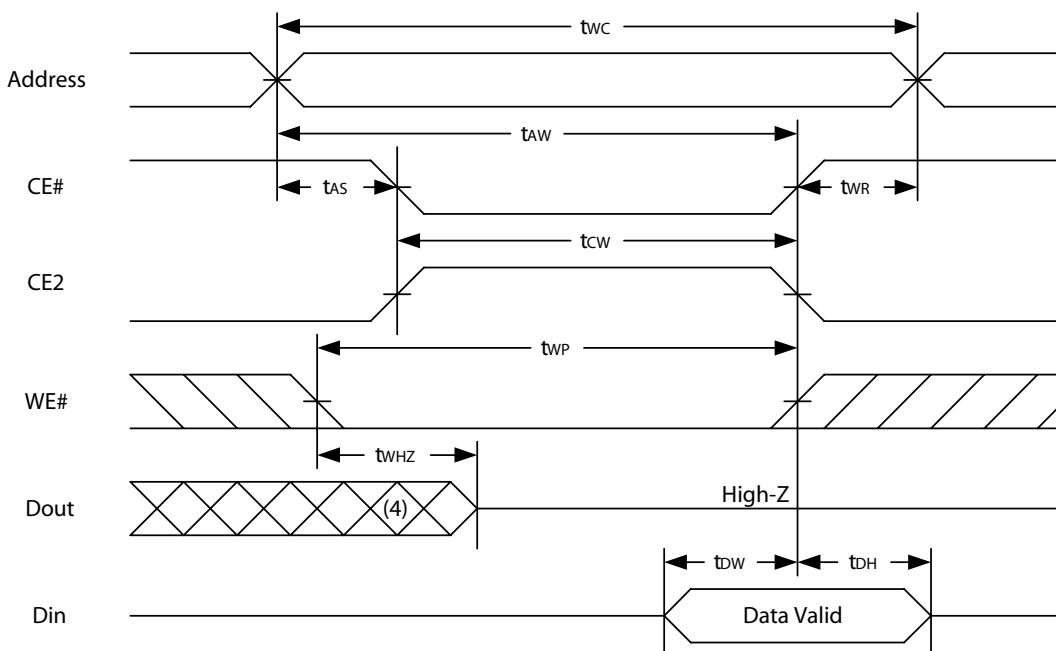 tWC
Address
tAW
CE#
tAS
tWR
tCW
CE2
tWP
WE#
tWHZ
Dout
(4)
High-Z
tDW
tDH
Din
Data Valid